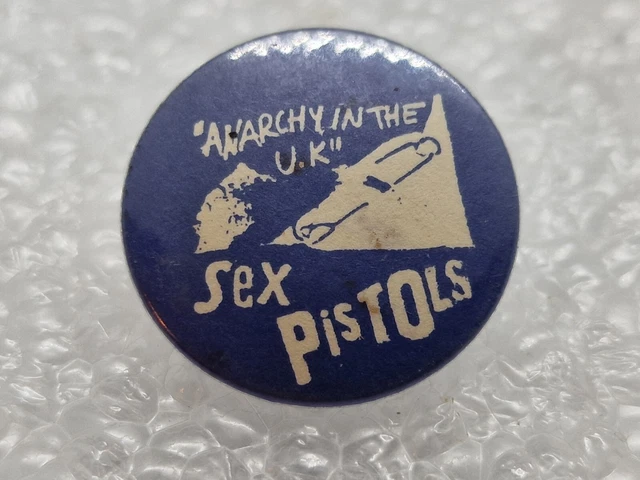 "ANARCHY IN THE
U.K"
SeX
PiSTOLS